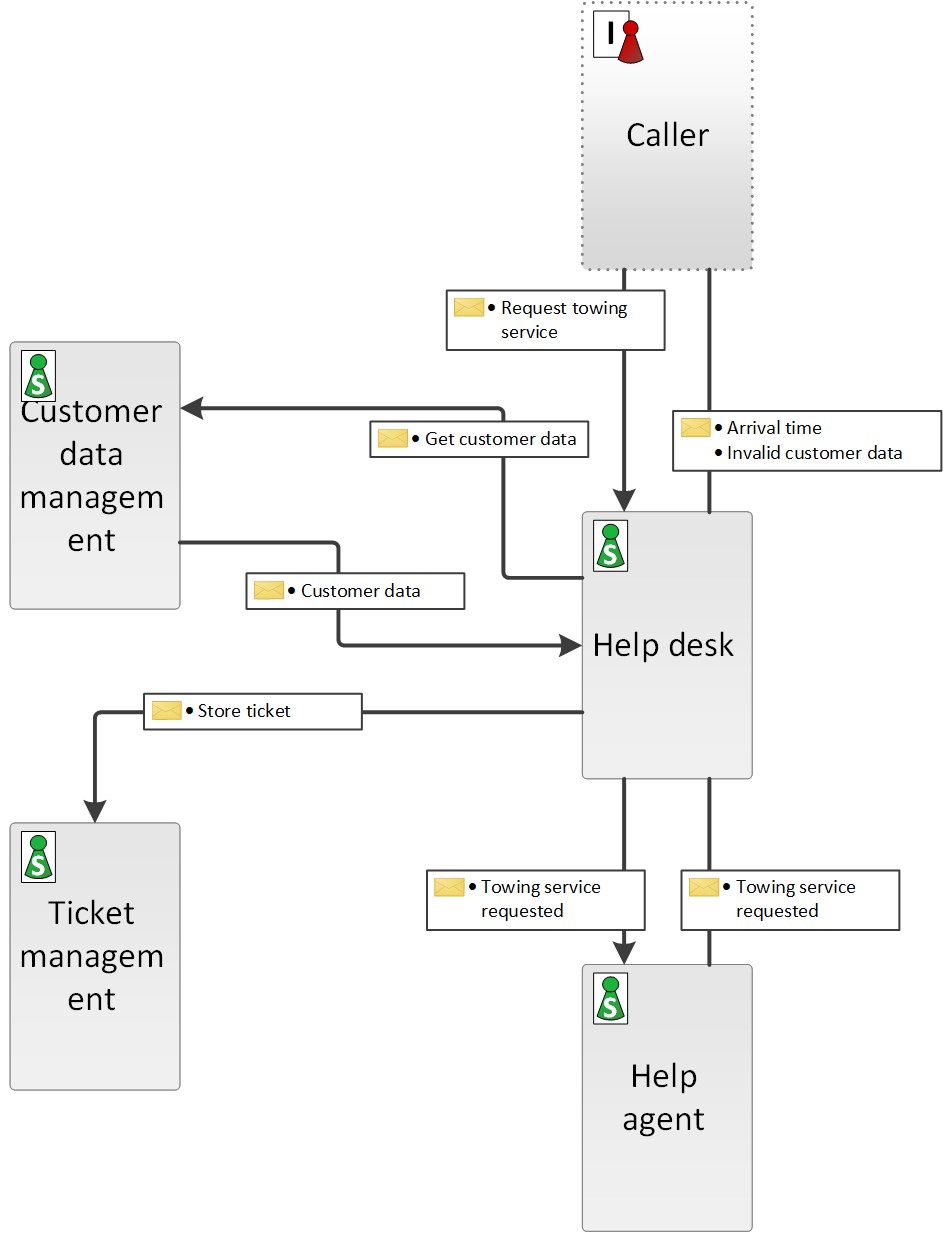 I
Caller
• Request towing
service
• Arrival time
• Invalid customer data
S
Customer
data
managem
ent
• Get customer data
• Customer data
S
Help desk
• Store ticket
S
Ticket
managem
ent
• Towing service
requested
• Towing service
requested
S
Help
agent